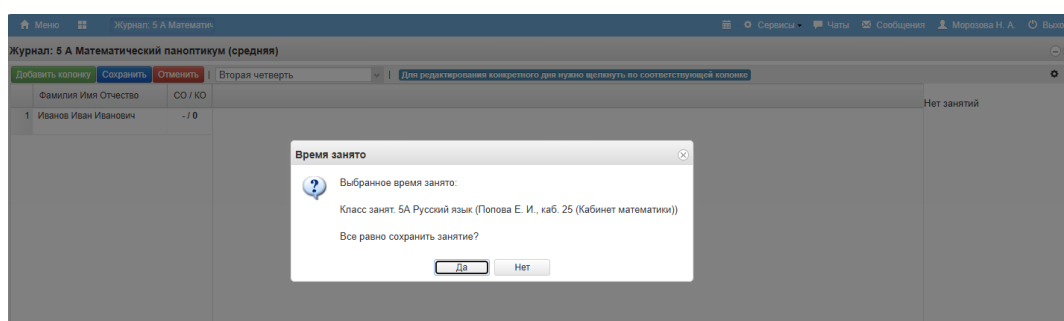 Меню Журнал: 5 А Математич Сервисы Чаты Сообщения Морозова Н. А. Выхо
Журнал: 5 А Математический паноптикум (средняя)
Добавить колонку Сохранить Отменить | Вторая четверть | Для редактирования конкретного дня нужно щелкнуть по соответствующей колонке
Фамилия Имя Отчество СО / КО Нет занятий
1 Иванов Иван Иванович - / 0
Время занято
Выбранное время занято:
Класс занят. 5А Русский язык (Попова Е. И., каб. 25 (Кабинет математики))
Все равно сохранить занятие?
Да Нет